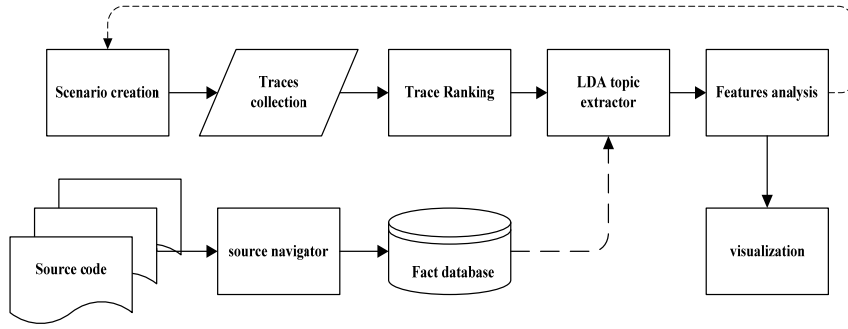 Scenario creation
Traces
collection
Trace Ranking
LDA topic
extractor
Features analysis
Source code
source navigator
Fact database
visualization